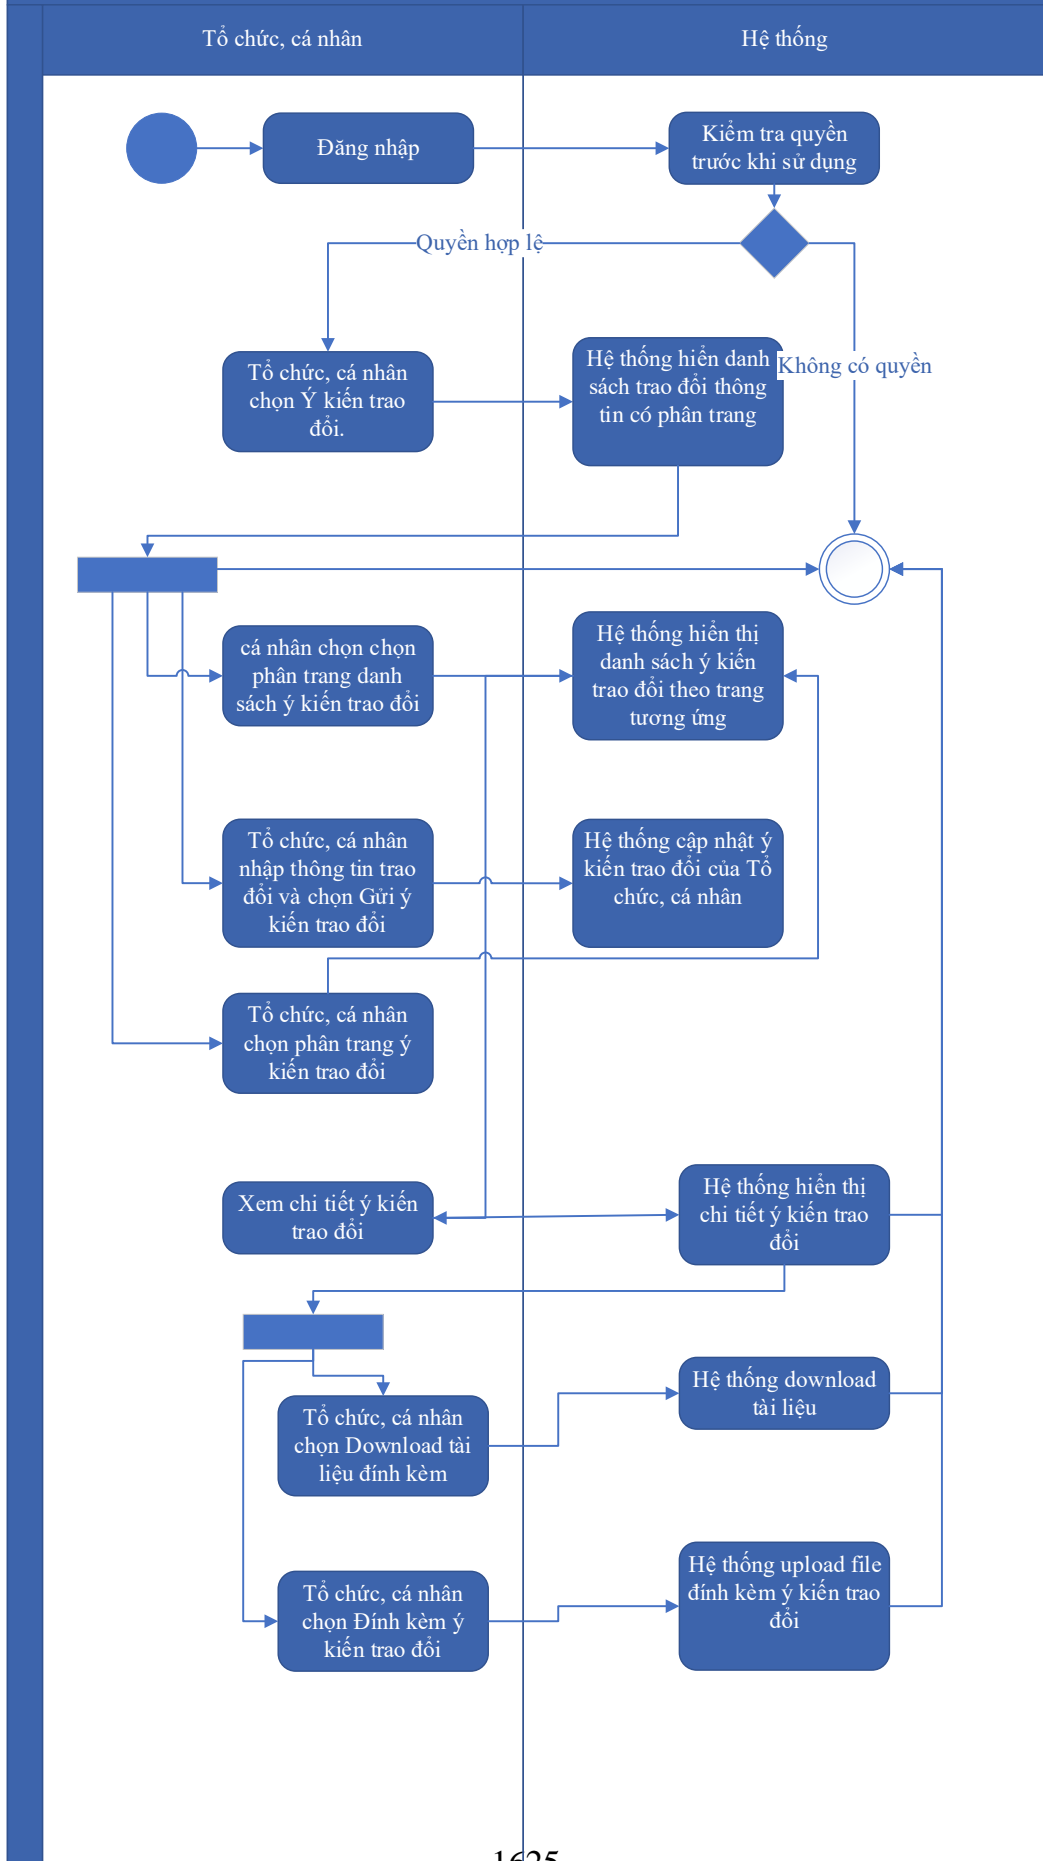 Tổ chức, cá nhân
Hệ thống
Đăng nhập
Kiểm tra quyền
trước khi sử dụng
Quyền hợp lệ
Không có quyền
Tổ chức, cá nhân
chọn Ý kiến trao
đổi.
Hệ thống hiển danh
sách trao đổi thông
tin có phân trang
cá nhân chọn chọn
phân trang danh
sách ý kiến trao đổi
Hệ thống hiển thị
danh sách ý kiến
trao đổi theo trang
tương ứng
Tổ chức, cá nhân
nhập thông tin trao
đổi và chọn Gửi ý
kiến trao đổi
Hệ thống cập nhật ý
kiến trao đổi của Tổ
chức, cá nhân
Tổ chức, cá nhân
chọn phân trang ý
kiến trao đổi
Xem chi tiết ý kiến
trao đổi
Hệ thống hiển thị
chi tiết ý kiến trao
đổi
Tổ chức, cá nhân
chọn Download tài
liệu đính kèm
Hệ thống download
tài liệu
Tổ chức, cá nhân
chọn Đính kèm ý
kiến trao đổi
Hệ thống upload file
đính kèm ý kiến trao
đổi
1625